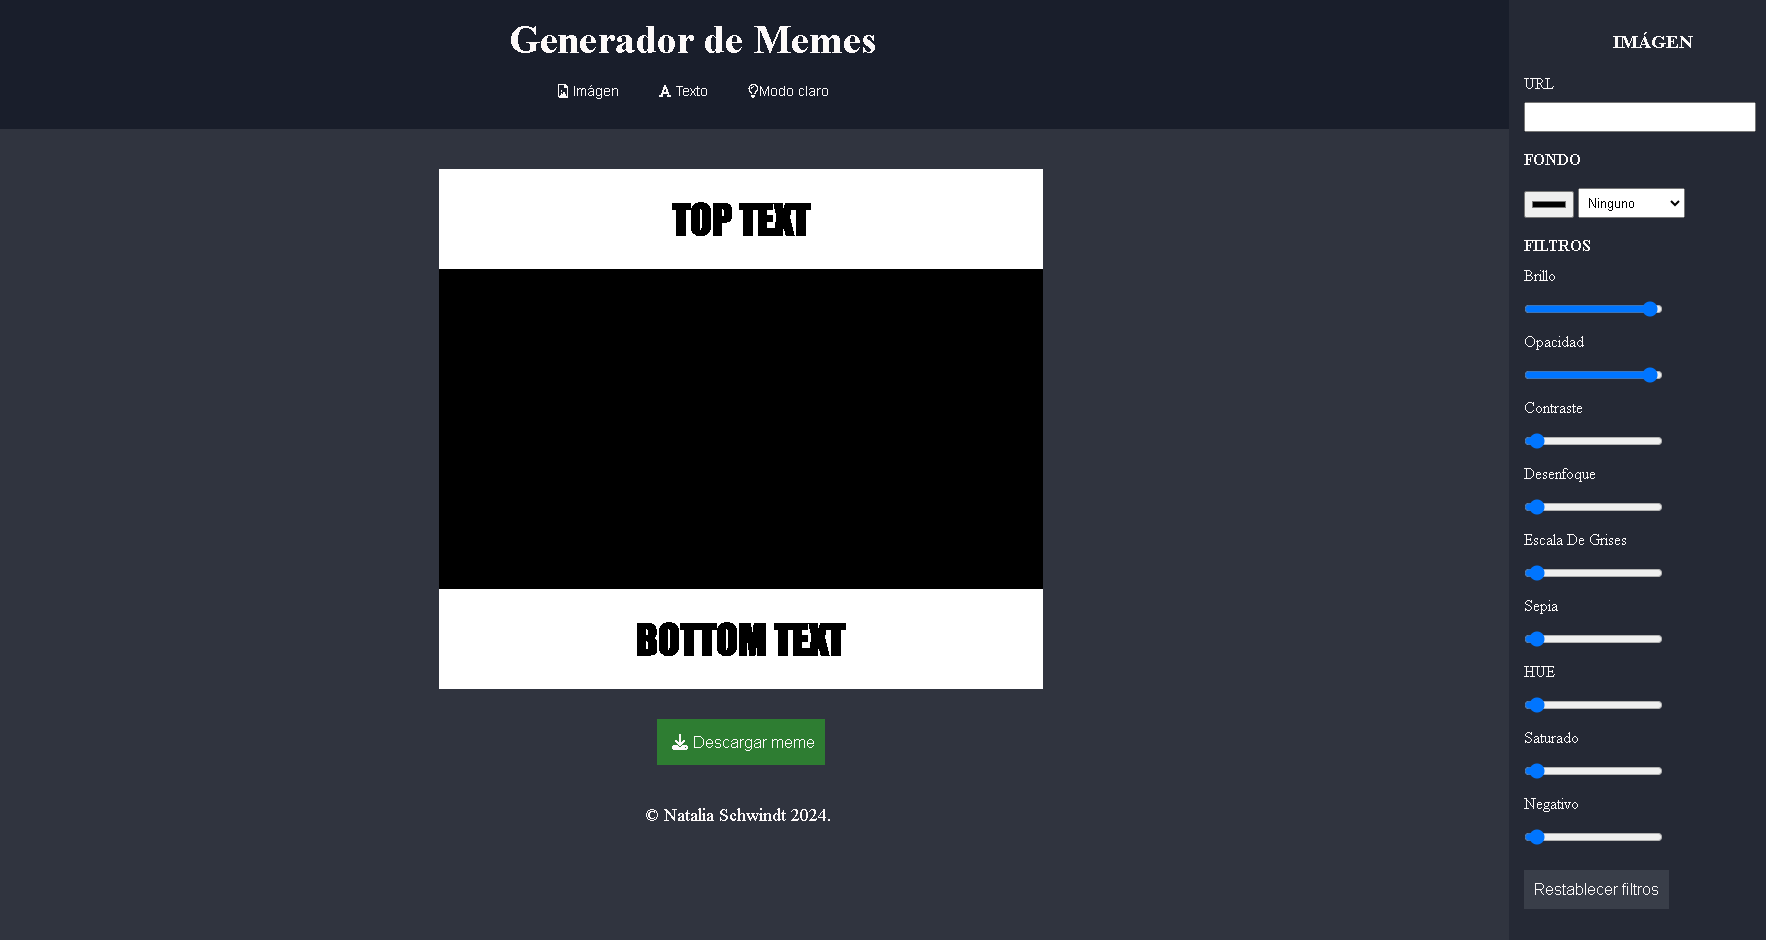 Generador de Memes
Imágen
Texto
Modo claro
TOP TEXT
BOTTOM TEXT
Descargar meme
© Natalia Schwindt 2024.
IMÁGEN
URL
FONDO
Ninguno
FILTROS
Brillo
Opacidad
Contraste
Desenfoque
Escala De Grises
Sepia
HUE
Saturado
Negativo
Restablecer filtros